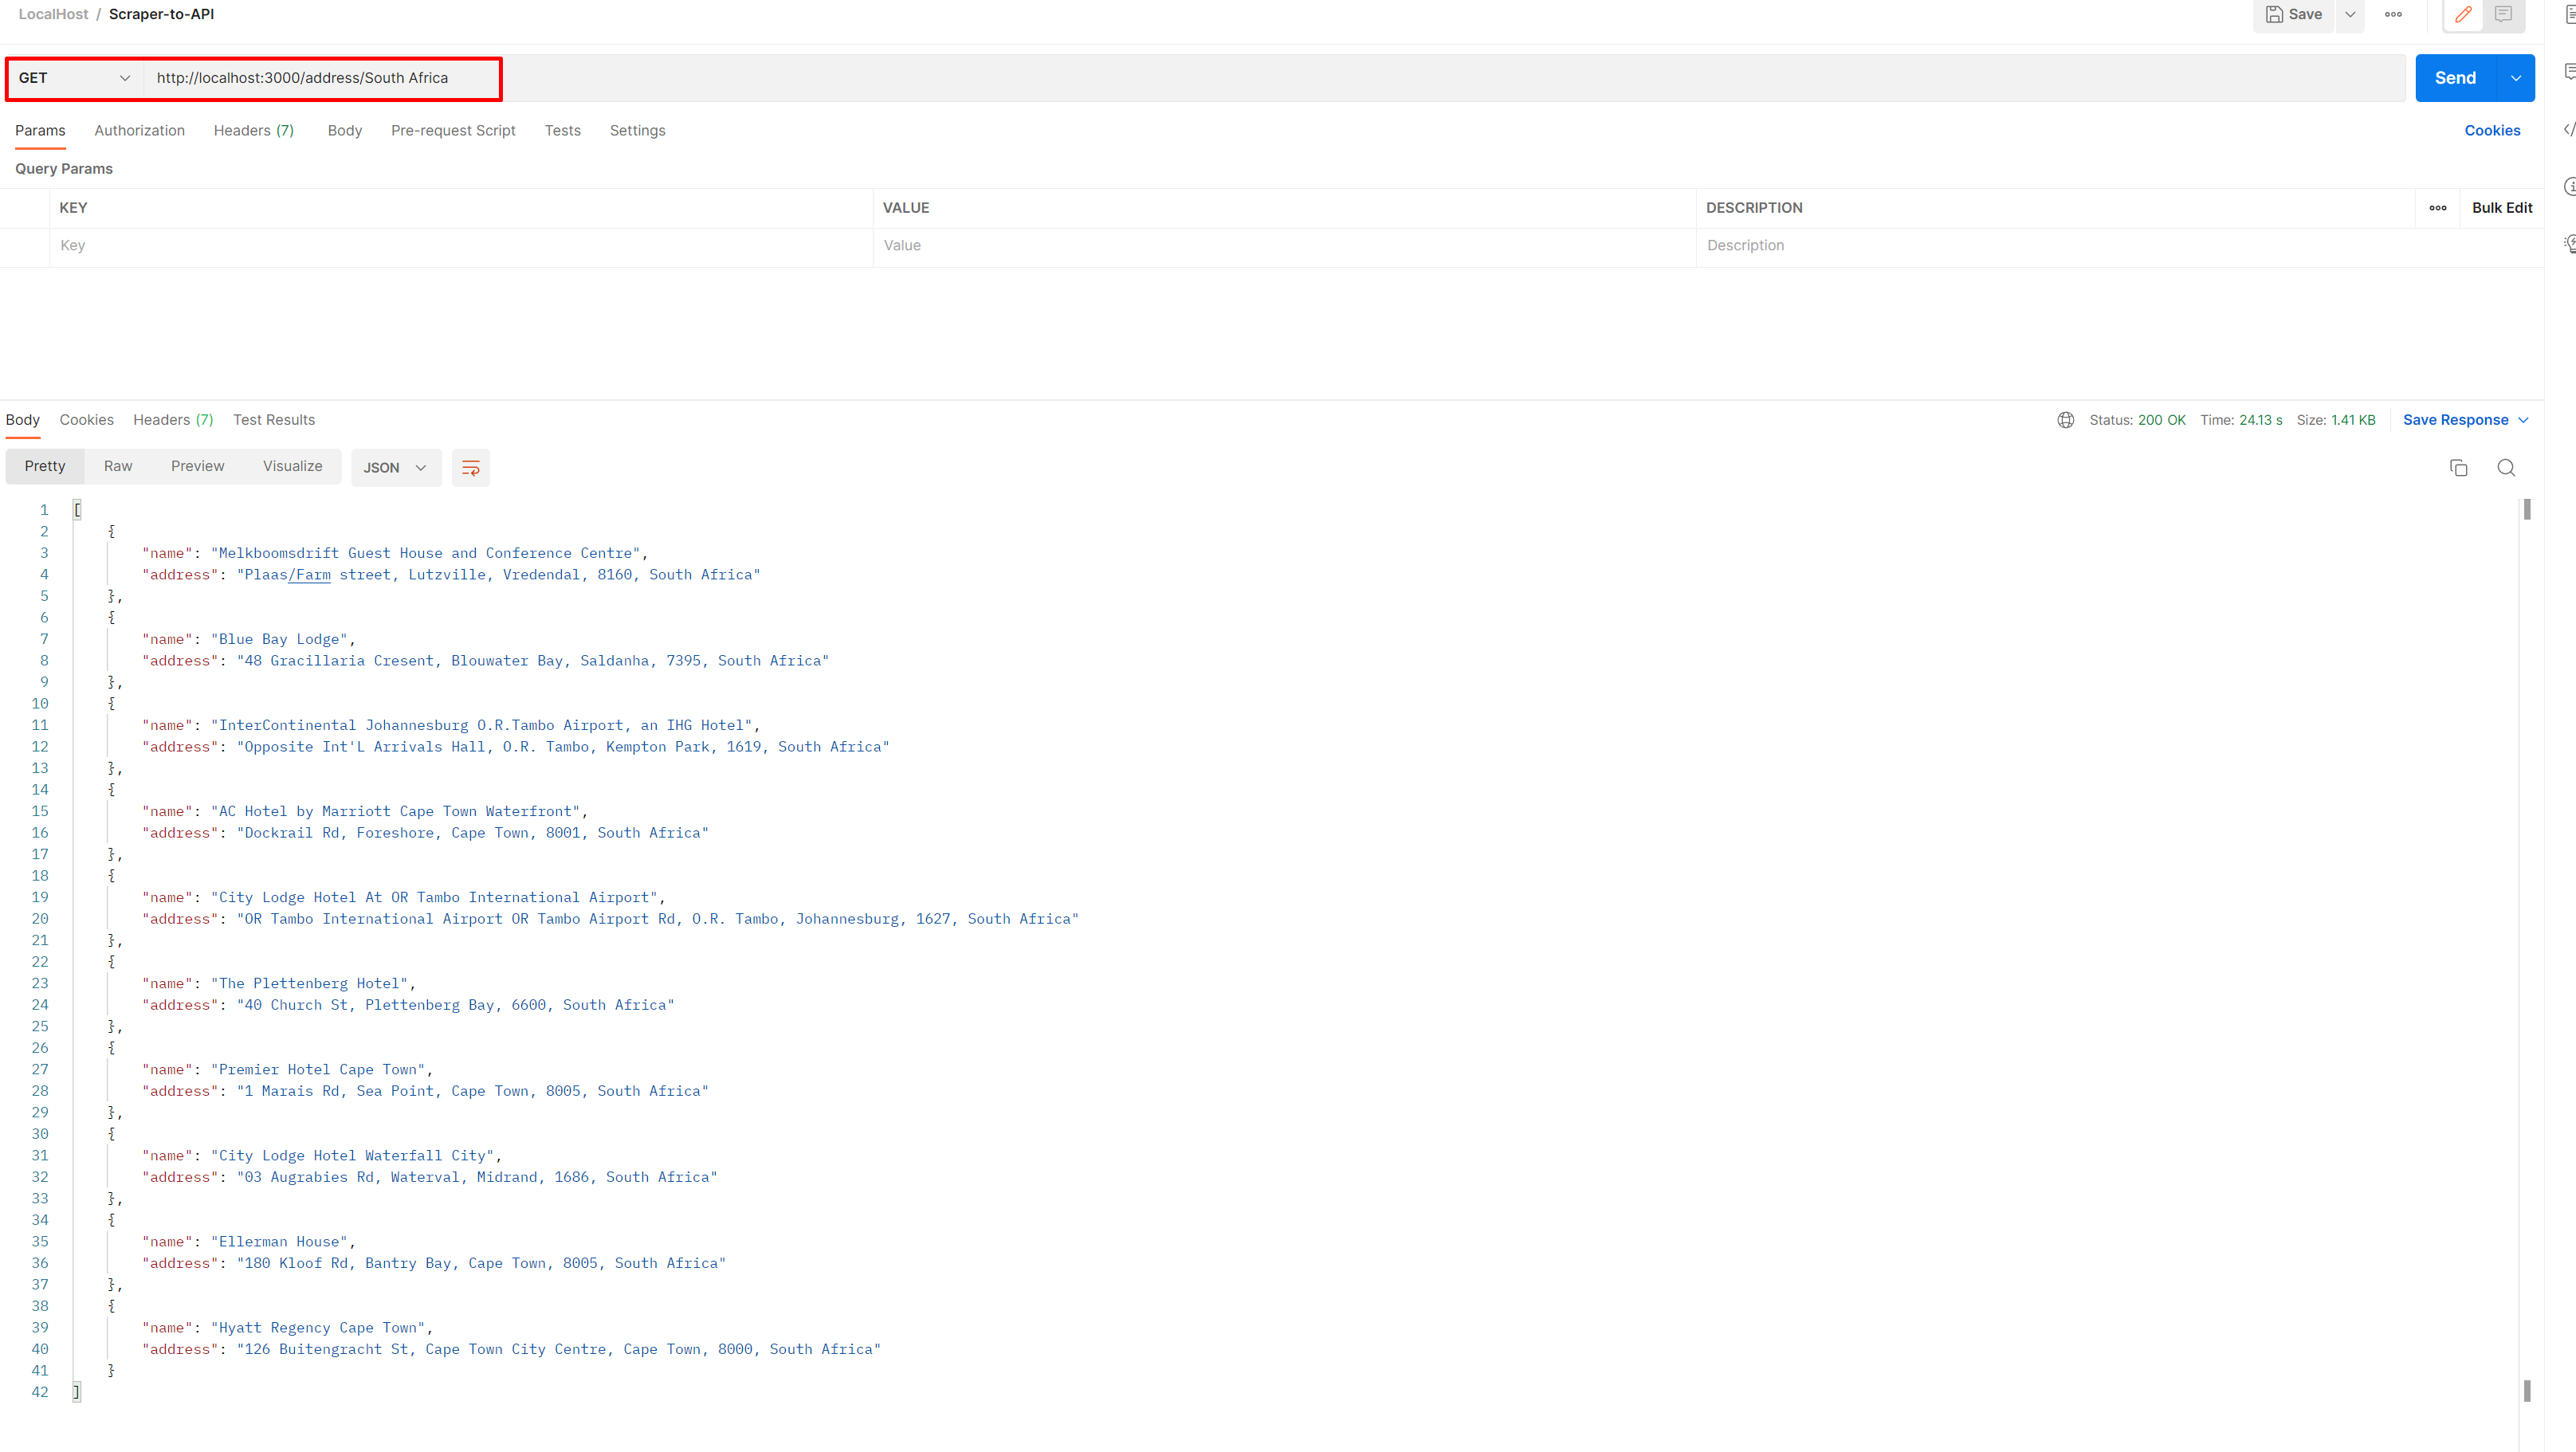 LocalHost / Scraper-to-API
Save
GET http://localhost:3000/address/South Africa
Send
Params Authorization Headers (7) Body Pre-request Script Tests Settings Cookies
Query Params
KEY VALUE DESCRIPTION Bulk Edit
Key Value Description
Body Cookies Headers (7) Test Results Status: 200 OK Time: 24.13 s Size: 1.41 KB Save Response
Pretty Raw Preview Visualize JSON
1 [
2 {
3 "name": "Melkboomsdrift Guest House and Conference Centre",
4 "address": "Plaas/Farm street, Lutzville, Vredendal, 8160, South Africa"
5 },
6 {
7 "name": "Blue Bay Lodge",
8 "address": "48 Gracillaria Cresent, Blouwater Bay, Saldanha, 7395, South Africa"
9 },
10 {
11 "name": "InterContinental Johannesburg O.R.Tambo Airport, an IHG Hotel",
12 "address": "Opposite Int'L Arrivals Hall, O.R. Tambo, Kempton Park, 1619, South Africa"
13 },
14 {
15 "name": "AC Hotel by Marriott Cape Town Waterfront",
16 "address": "Dockrail Rd, Foreshore, Cape Town, 8001, South Africa"
17 },
18 {
19 "name": "City Lodge Hotel At OR Tambo International Airport",
20 "address": "OR Tambo International Airport OR Tambo Airport Rd, O.R. Tambo, Johannesburg, 1627, South Africa"
21 },
22 {
23 "name": "The Plettenberg Hotel",
24 "address": "40 Church St, Plettenberg Bay, 6600, South Africa"
25 },
26 {
27 "name": "Premier Hotel Cape Town",
28 "address": "1 Marais Rd, Sea Point, Cape Town, 8005, South Africa"
29 },
30 {
31 "name": "City Lodge Hotel Waterfall City",
32 "address": "03 Augrabies Rd, Waterval, Midrand, 1686, South Africa"
33 },
34 {
35 "name": "Ellerman House",
36 "address": "180 Kloof Rd, Bantry Bay, Cape Town, 8005, South Africa"
37 },
38 {
39 "name": "Hyatt Regency Cape Town",
40 "address": "126 Buitengracht St, Cape Town City Centre, Cape Town, 8000, South Africa"
41 }
42 ]